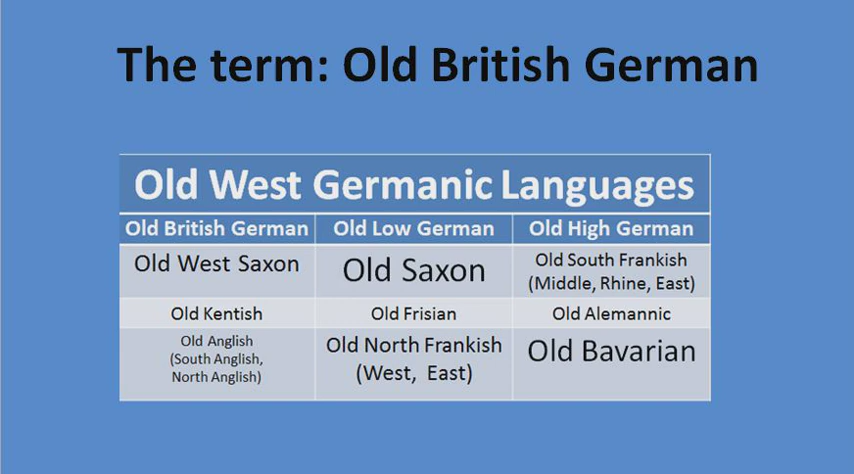 The term: Old British German
Old West Germanic Languages
Old British German Old Low German Old High German
Old West Saxon Old Saxon Old South Frankish
(Middle, Rhine, East)
Old Kentish Old Frisian Old Alemannic
Old Anglish
(South Anglish,
North Anglish)
Old North Frankish
(West, East)
Old Bavarian